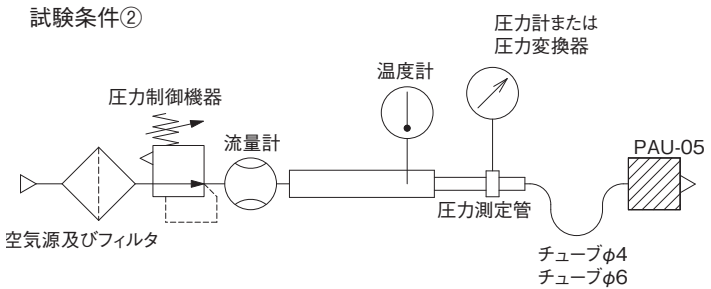 試験条件②
圧力計または
圧力変換器
温度計
圧力制御機器
流量計
PAU-05
圧力測定管
空気源及びフィルタ
チューブφ4
チューブφ6